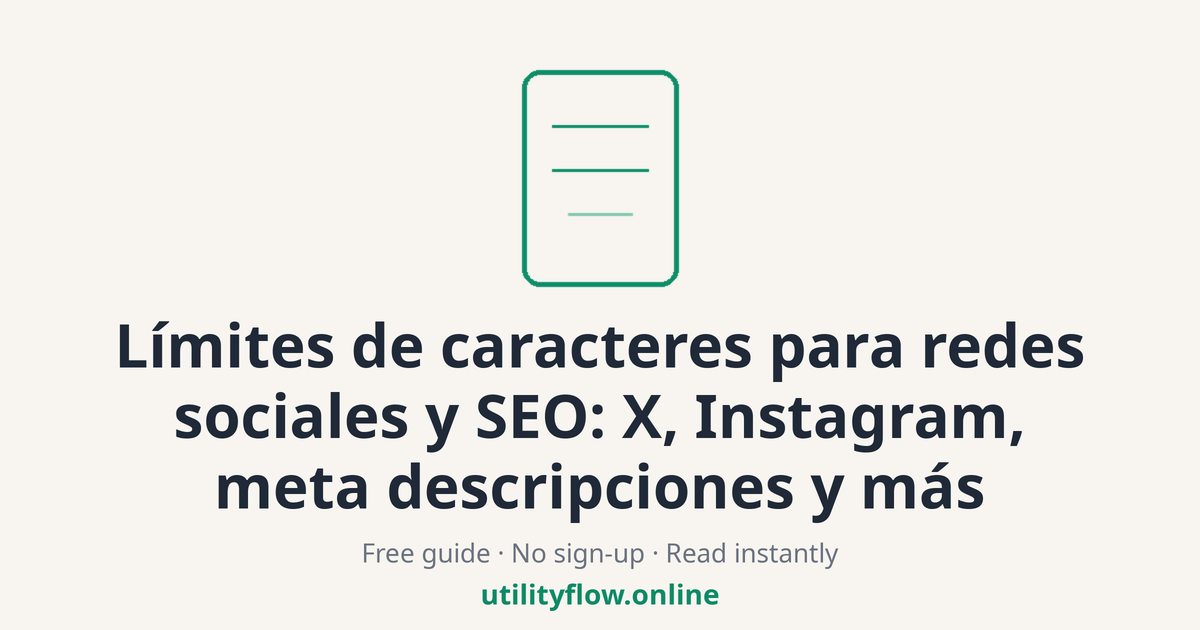 Límites de caracteres para redes
sociales y SEO: X, Instagram,
meta descripciones y más
Free guide · No sign-up · Read instantly
utilityflow.online